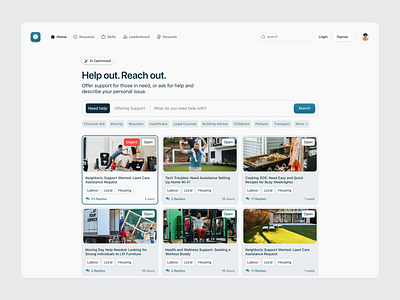 Home
Requests
Skills
Leaderboard
Rewards
search
Login
Signup
AI Optimised
Help out. Reach out.
Offer support for those in need, or ask for help and
describe your personal issue.
Need help
Offering Support
What do you need help with?
Search
Financial Aid
Moving
Resumes
Healthcare
Legal Counsel
Building Advice
Childcare
Petcare
Transport
More +
Urgent
Open
Neighborly Support Wanted: Lawn Care
Assistance Request
Labour
Local
Housing
23 Replies
3 days
Open
Tech Troubles: Need Assistance Setting
Up Home Wi-Fi
Labour
Local
Housing
2 Replies
18 hours
Open
Cooking SOS: Need Easy and Quick
Recipes for Busy Weeknights
Labour
Local
Housing
11 Replies
1 week
YOUR
SERVICE
Open
Moving Day Help Needed: Looking for
Strong Individuals to Lift Furniture
Labour
Local
Housing
2 Replies
18 hours
Open
Health and Wellness Support: Seeking a
Workout Buddy
Labour
Local
Housing
2 Replies
18 hours
Open
Neighborly Support Wanted: Lawn Care
Assistance Request
Labour
Local
Housing
11 Replies
1 week